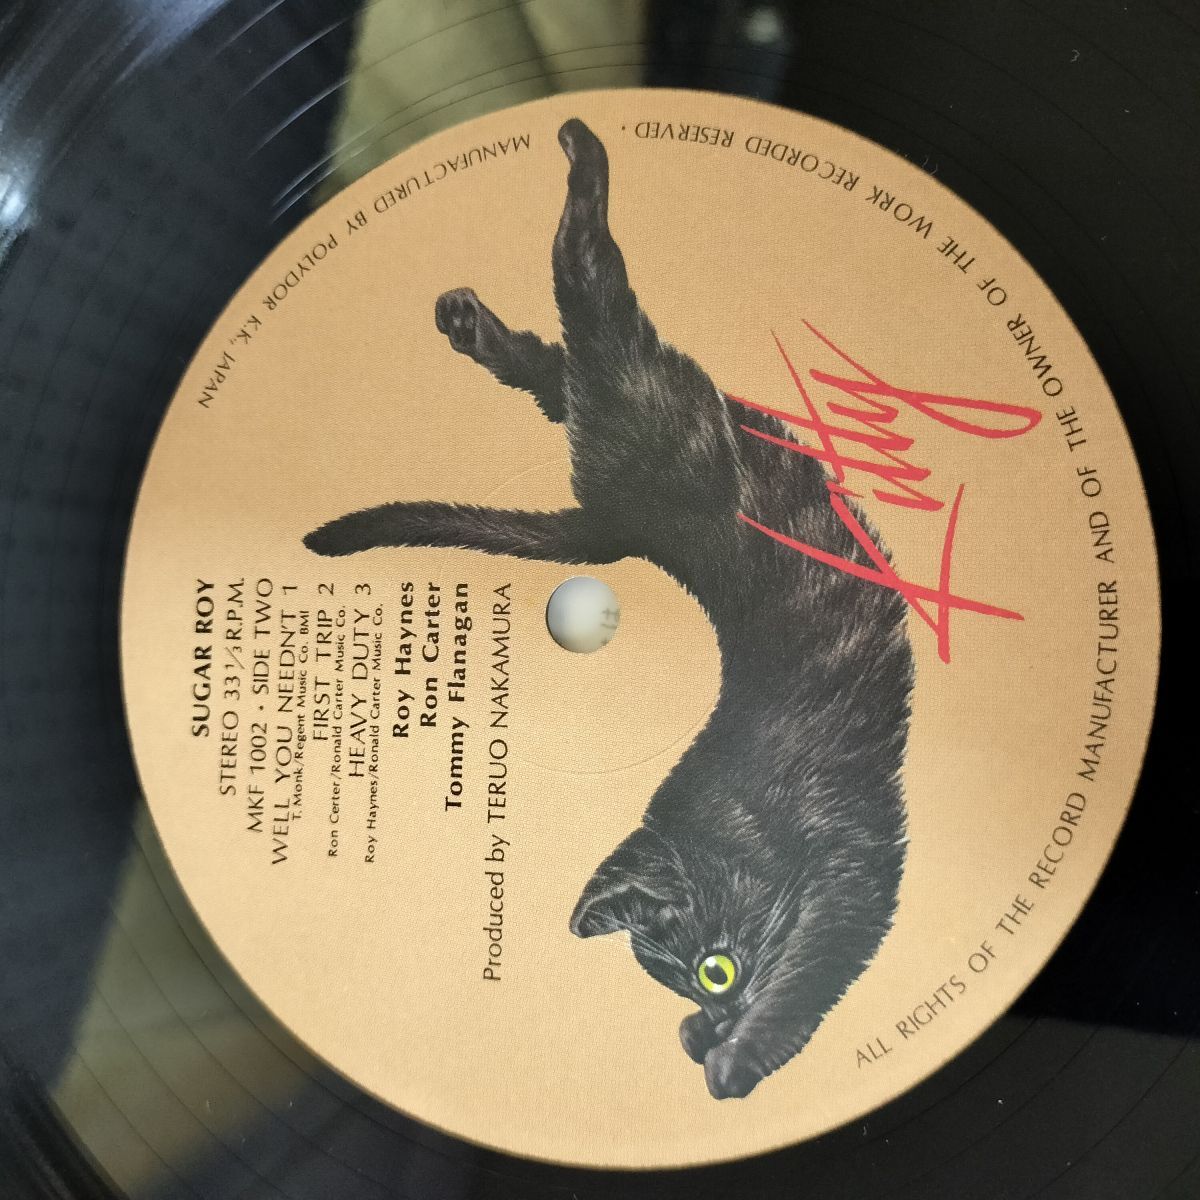 SUGAR ROY
STEREO 33 1/3 R.P.M.
MKF 1002 · SIDE TWO
WELL YOU NEEDN'T 1
T. Monk/Regent Music Co. BMI
FIRST TRIP 2
Ron Certer/Ronald Carter Music Co.
HEAVY DUTY 3
Roy Haynes/Ronald Carter Music Co.
Roy Haynes
Ron Carter
Tommy Flanagan
Produced by TERUO NAKAMURA
Kitty
ALL RIGHTS OF THE RECORD MANUFACTURER AND OF THE OWNER OF THE WORK RECORDED RESERVED ·
MANUFACTURED BY POLYDOR K.K., JAPAN